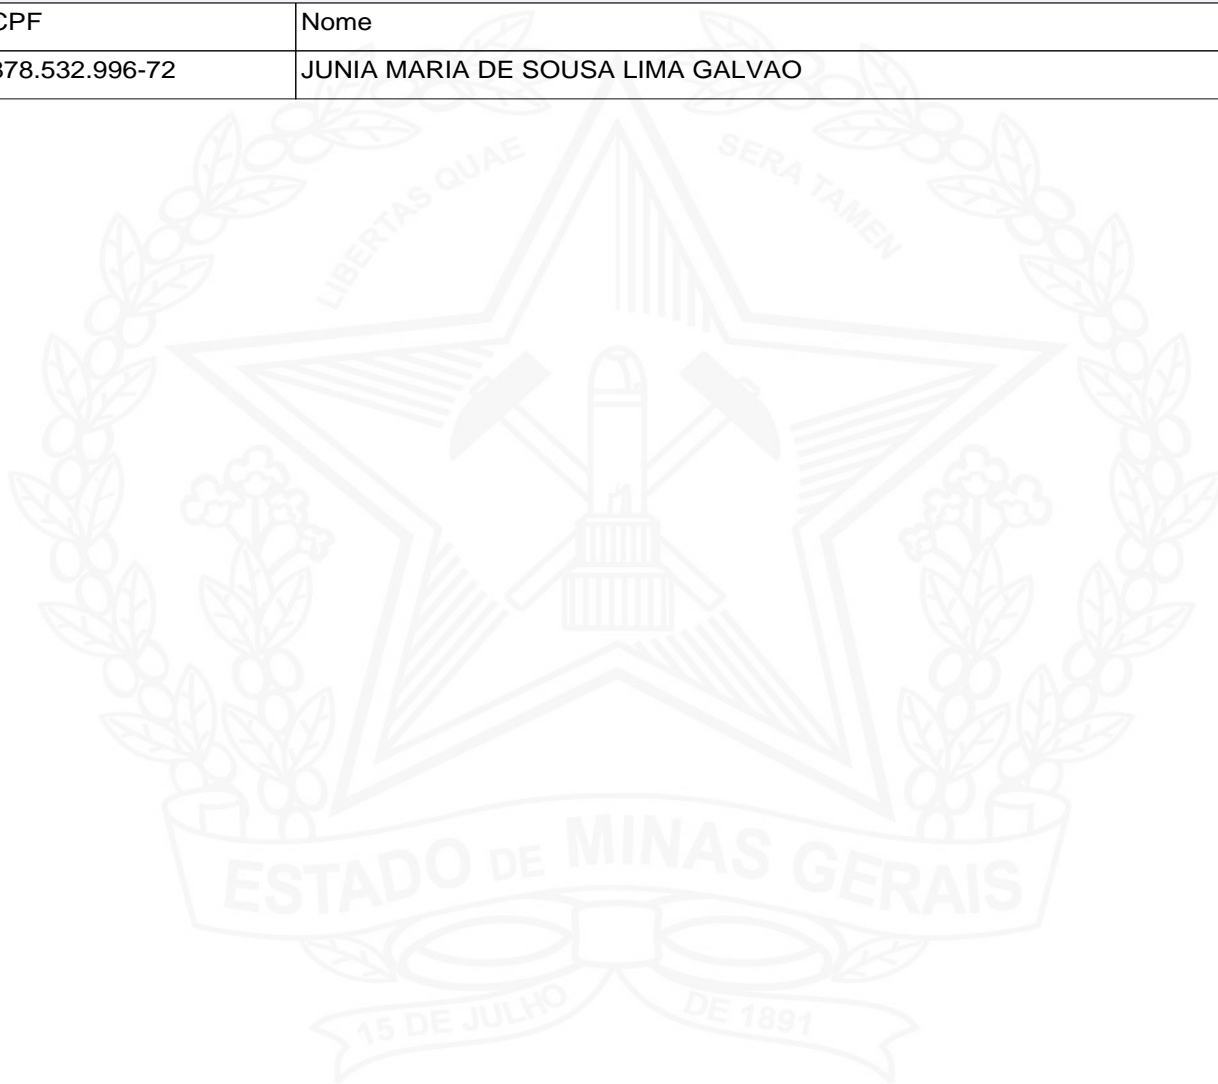 CPF Nome
878.532.996-72 JUNIA MARIA DE SOUSA LIMA GALVAO
LIBERTAS QUAE SERA TAMEN
ESTADO DE MINAS GERAIS
15 DE JULHO DE 1891